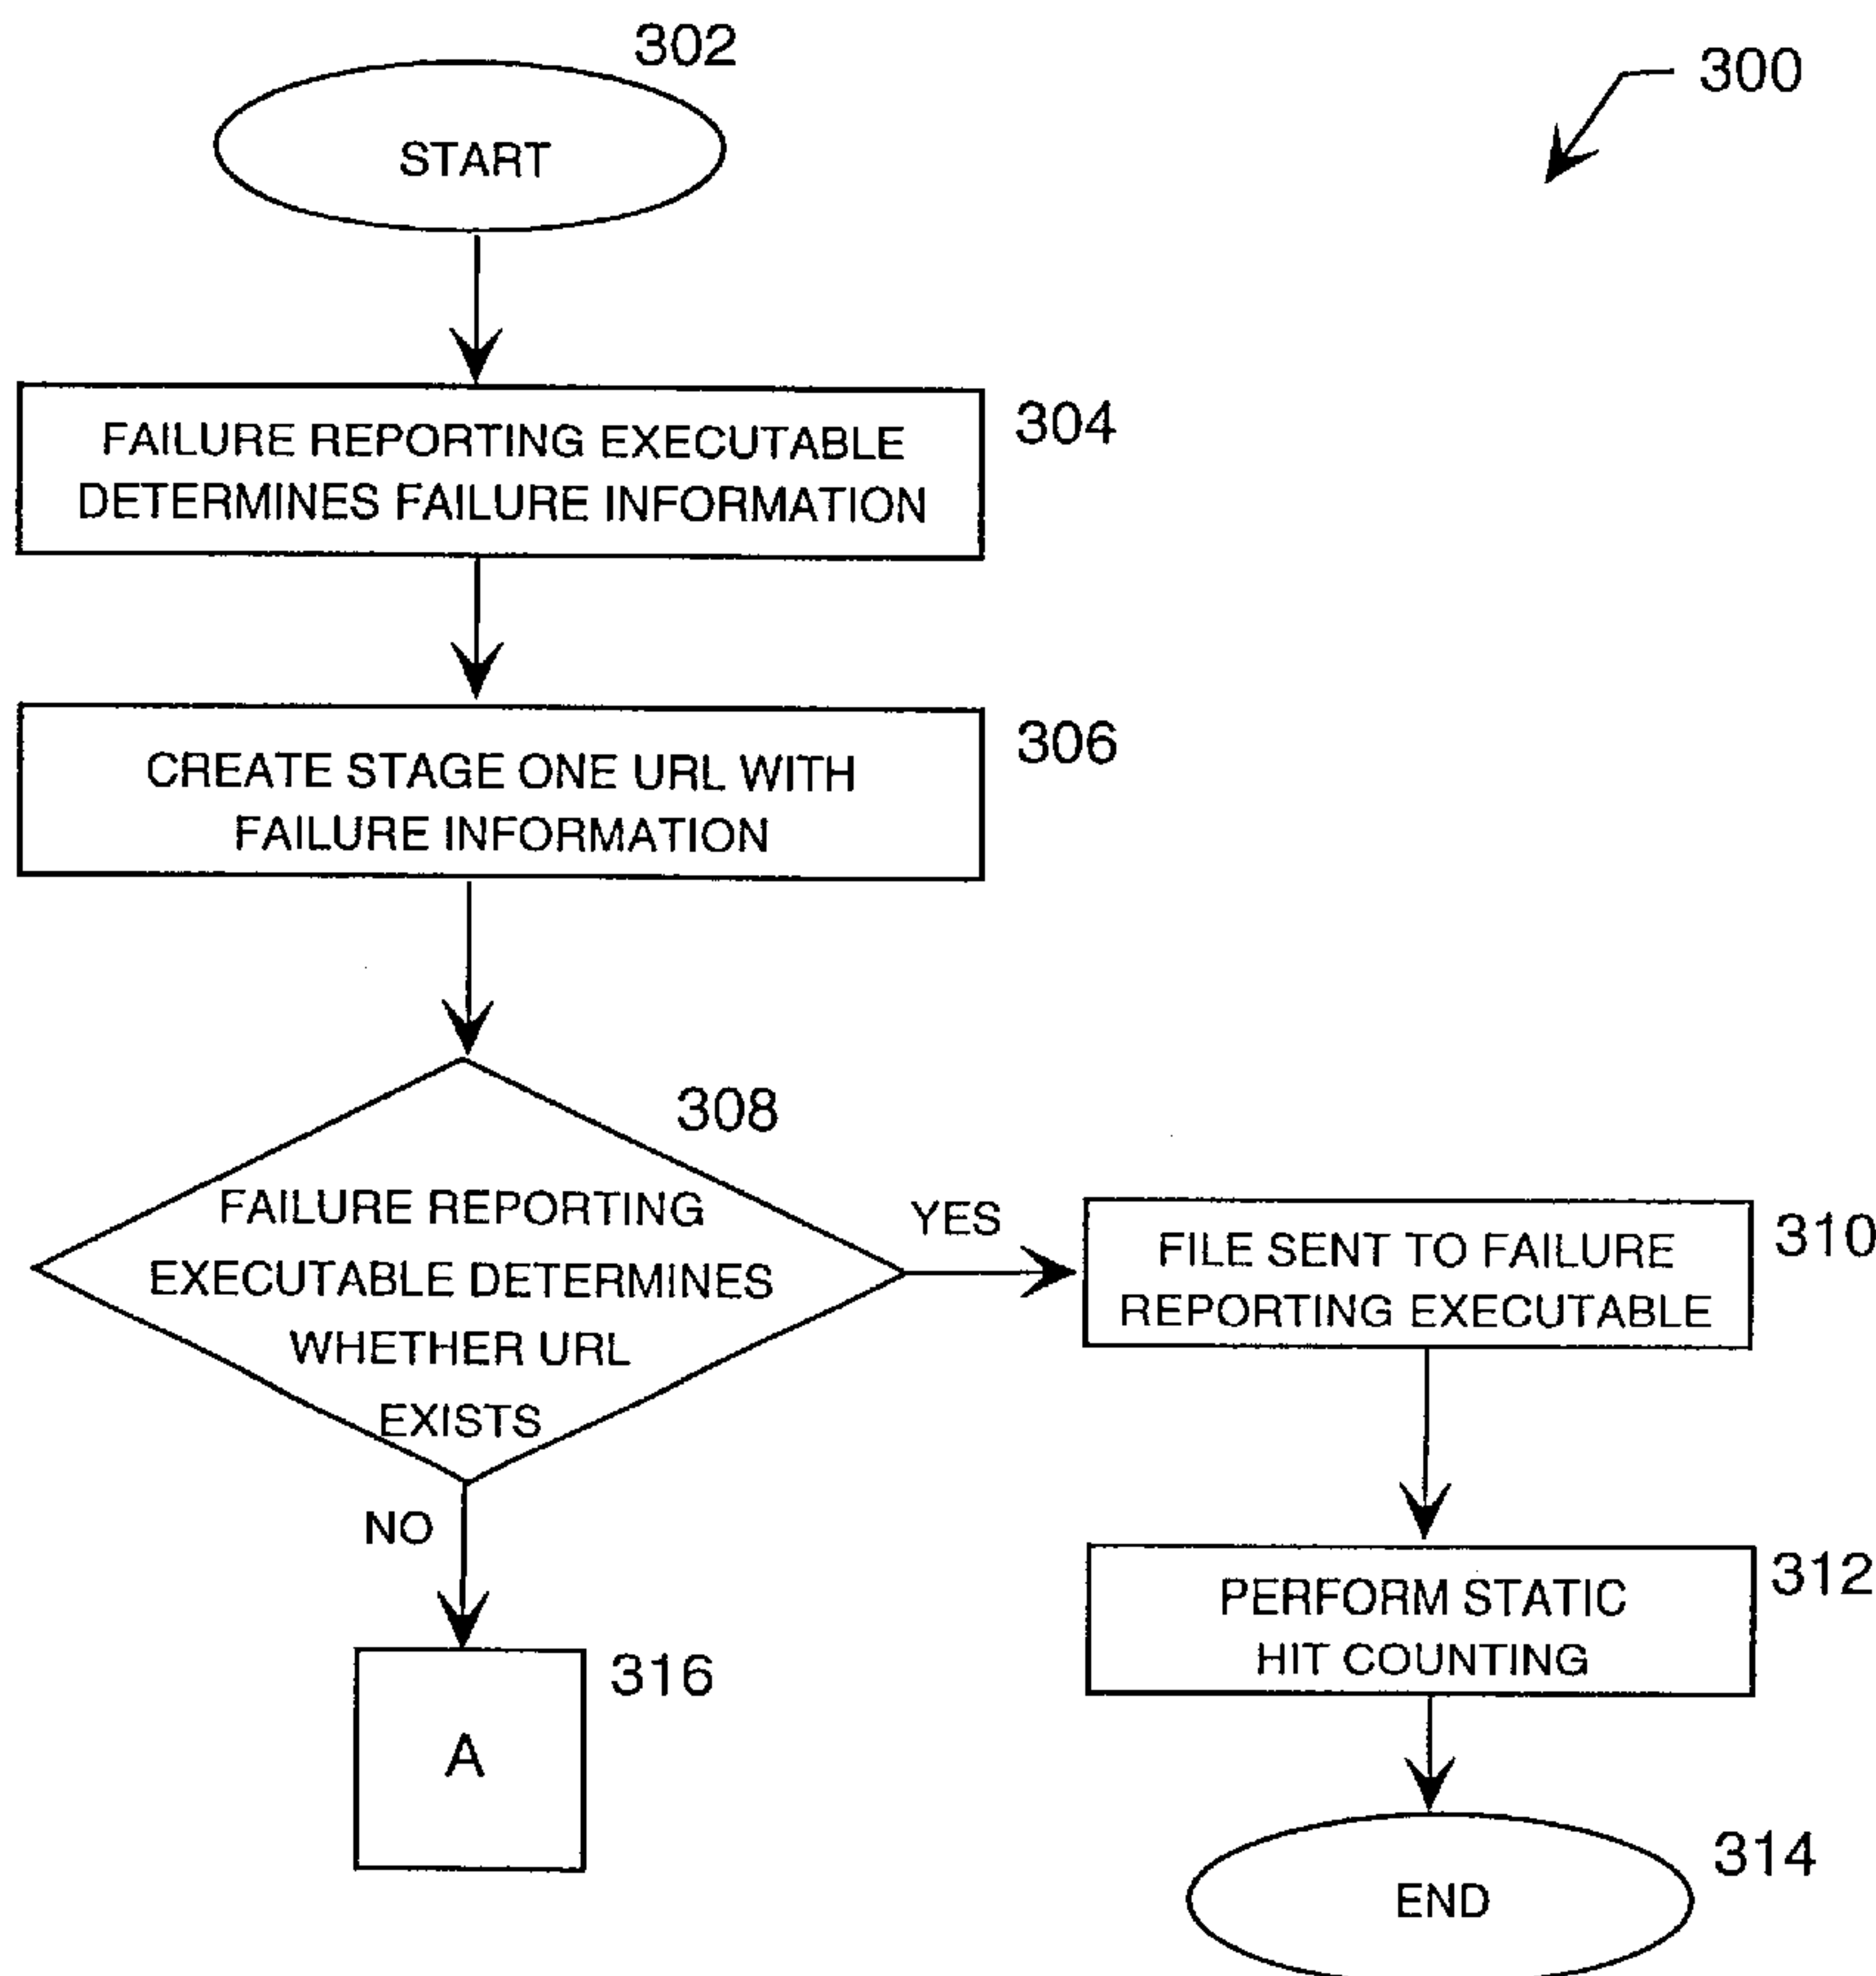 302
300
START
304
FAILURE REPORTING EXECUTABLE
DETERMINES FAILURE INFORMATION
306
CREATE STAGE ONE URL WITH
FAILURE INFORMATION
308
FAILURE REPORTING
EXECUTABLE DETERMINES
WHETHER URL
EXISTS
YES
310
FILE SENT TO FAILURE
REPORTING EXECUTABLE
NO
312
PERFORM STATIC
HIT COUNTING
316
A
314
END